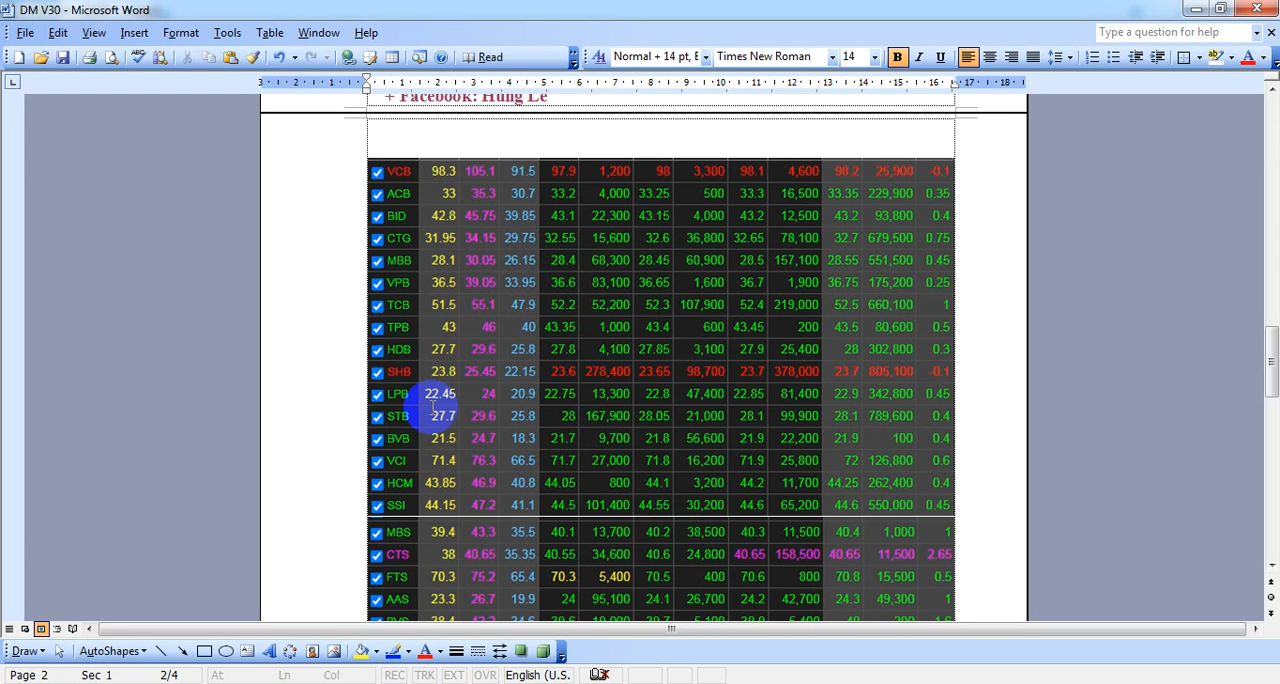 DM V30 - Microsoft Word
File Edit View Insert Format Tools Table Window Help Type a question for help
Read Normal + 14 pt, E Times New Roman 14 B I U
3 2 1 1 2 3 4 5 6 7 8 9 10 11 12 13 14 15 16 17 18
+ Facebook: Hung Le
VCB 98.3 105.1 91.5 97.9 1,200 98 3,300 98.1 4,600 98.2 25,900 -0.1
ACB 33 35.3 30.7 33.2 4,000 33.25 500 33.3 16,500 33.35 229,900 0.35
BID 42.8 45.75 39.85 43.1 22,300 43.15 4,000 43.2 12,500 43.2 93,800 0.4
CTG 31.95 34.15 29.75 32.55 15,600 32.6 36,800 32.65 78,100 32.7 679,500 0.75
MBB 28.1 30.05 26.15 28.4 68,300 28.45 60,900 28.5 157,100 28.55 551,500 0.45
VPB 36.5 39.05 33.95 36.6 83,100 36.65 1,600 36.7 1,900 36.75 175,200 0.25
TCB 51.5 55.1 47.9 52.2 52,200 52.3 107,900 52.4 219,000 52.5 660,100 1
TPB 43 46 40 43.35 1,000 43.4 600 43.45 200 43.5 80,600 0.5
HDB 27.7 29.6 25.8 27.8 4,100 27.85 3,100 27.9 25,400 28 302,800 0.3
SHB 23.8 25.45 22.15 23.6 278,400 23.65 98,700 23.7 378,000 23.7 805,100 -0.1
LPB 22.45 24 20.9 22.75 13,300 22.8 47,400 22.85 81,400 22.9 342,800 0.45
STB 27.7 29.6 25.8 28 167,900 28.05 21,000 28.1 99,900 28.1 789,600 0.4
BVB 21.5 24.7 18.3 21.7 9,700 21.8 56,600 21.9 22,200 21.9 100 0.4
VCI 71.4 76.3 66.5 71.7 27,000 71.8 16,200 71.9 25,800 72 126,800 0.6
HCM 43.85 46.9 40.8 44.05 800 44.1 3,200 44.2 11,700 44.25 262,400 0.4
SSI 44.15 47.2 41.1 44.5 101,400 44.55 30,200 44.6 65,200 44.6 550,000 0.45
MBS 39.4 43.3 35.5 40.1 13,700 40.2 38,500 40.3 11,500 40.4 1,000 1
CTS 38 40.65 35.35 40.55 34,600 40.6 24,800 40.65 158,500 40.65 11,500 2.65
FTS 70.3 75.2 65.4 70.3 5,400 70.5 400 70.6 800 70.8 15,500 0.5
AAS 23.3 26.7 19.9 24 95,100 24.1 26,700 24.2 42,700 24.3 49,300 1
Draw AutoShapes
Page 2 Sec 1 2/4 At Ln Col REC TRK EXT OVR English (U.S.